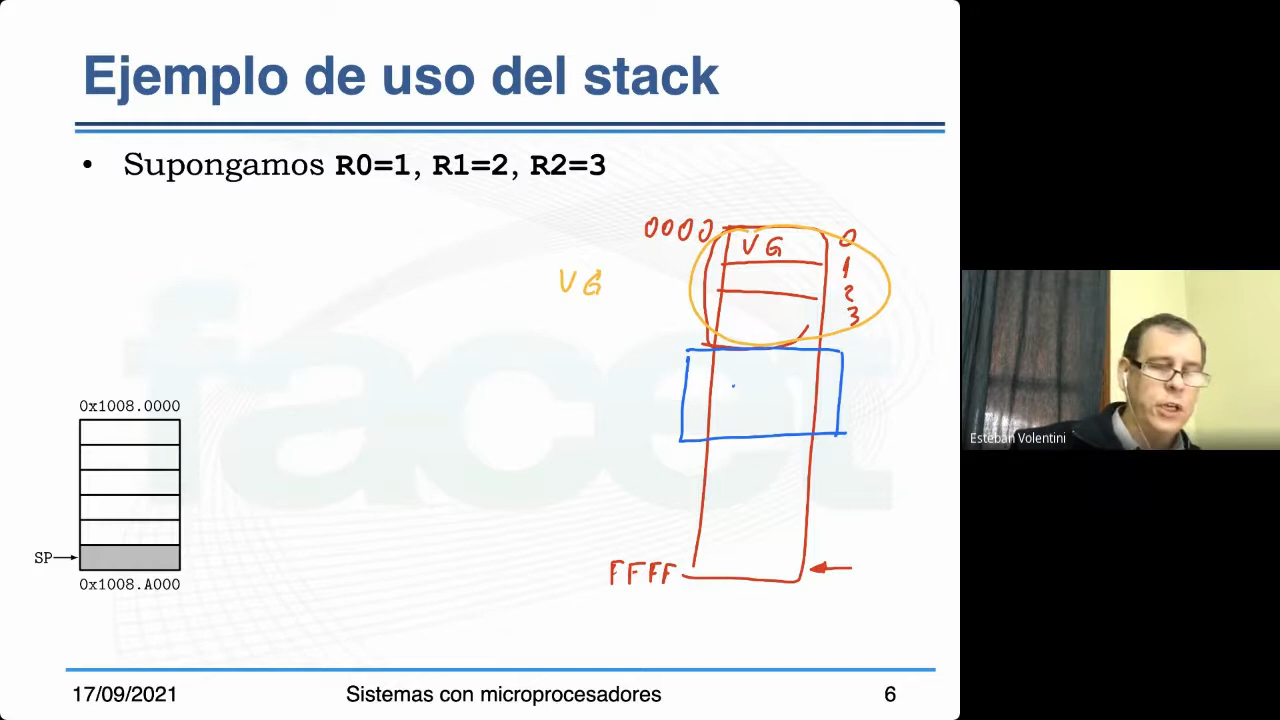 Ejemplo de uso del stack
• Supongamos R0=1, R1=2, R2=3
0000
VG
0
1
2
3
VG
0x1008.0000
SP
0x1008.A000
FFFF
facet
17/09/2021
Sistemas con microprocesadores
6
Esteban Volentini